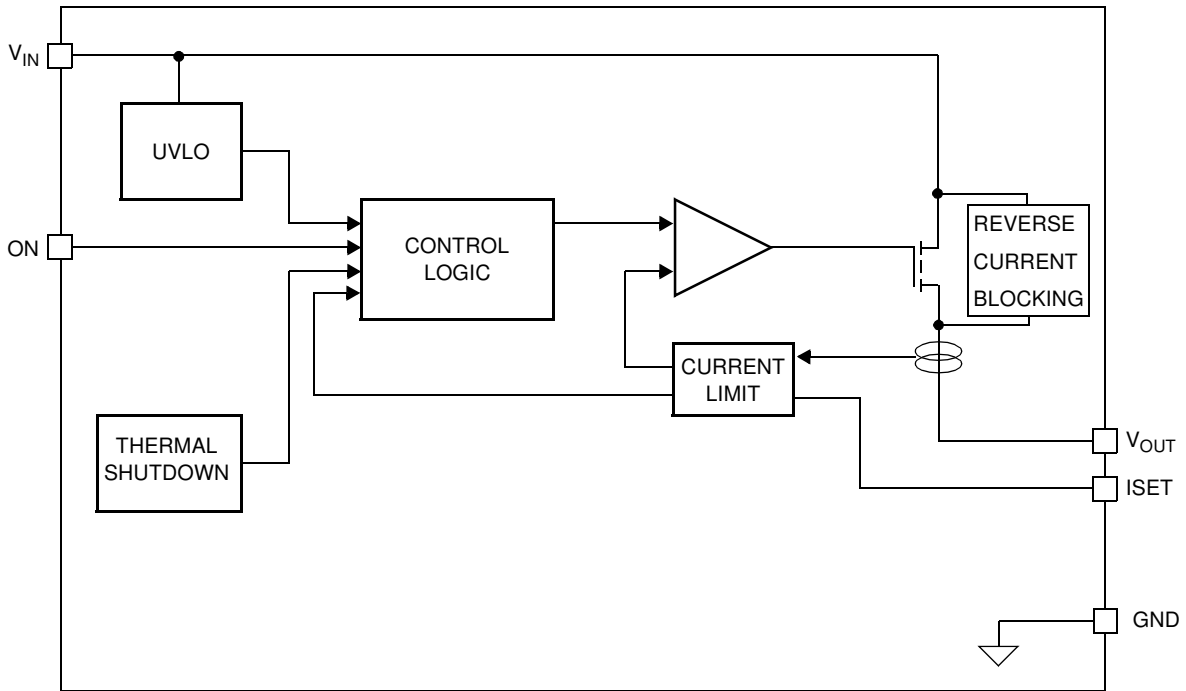 VIN
UVLO
ON
CONTROL
LOGIC
REVERSE
CURRENT
BLOCKING
CURRENT
LIMIT
THERMAL
SHUTDOWN
VOUT
ISET
GND